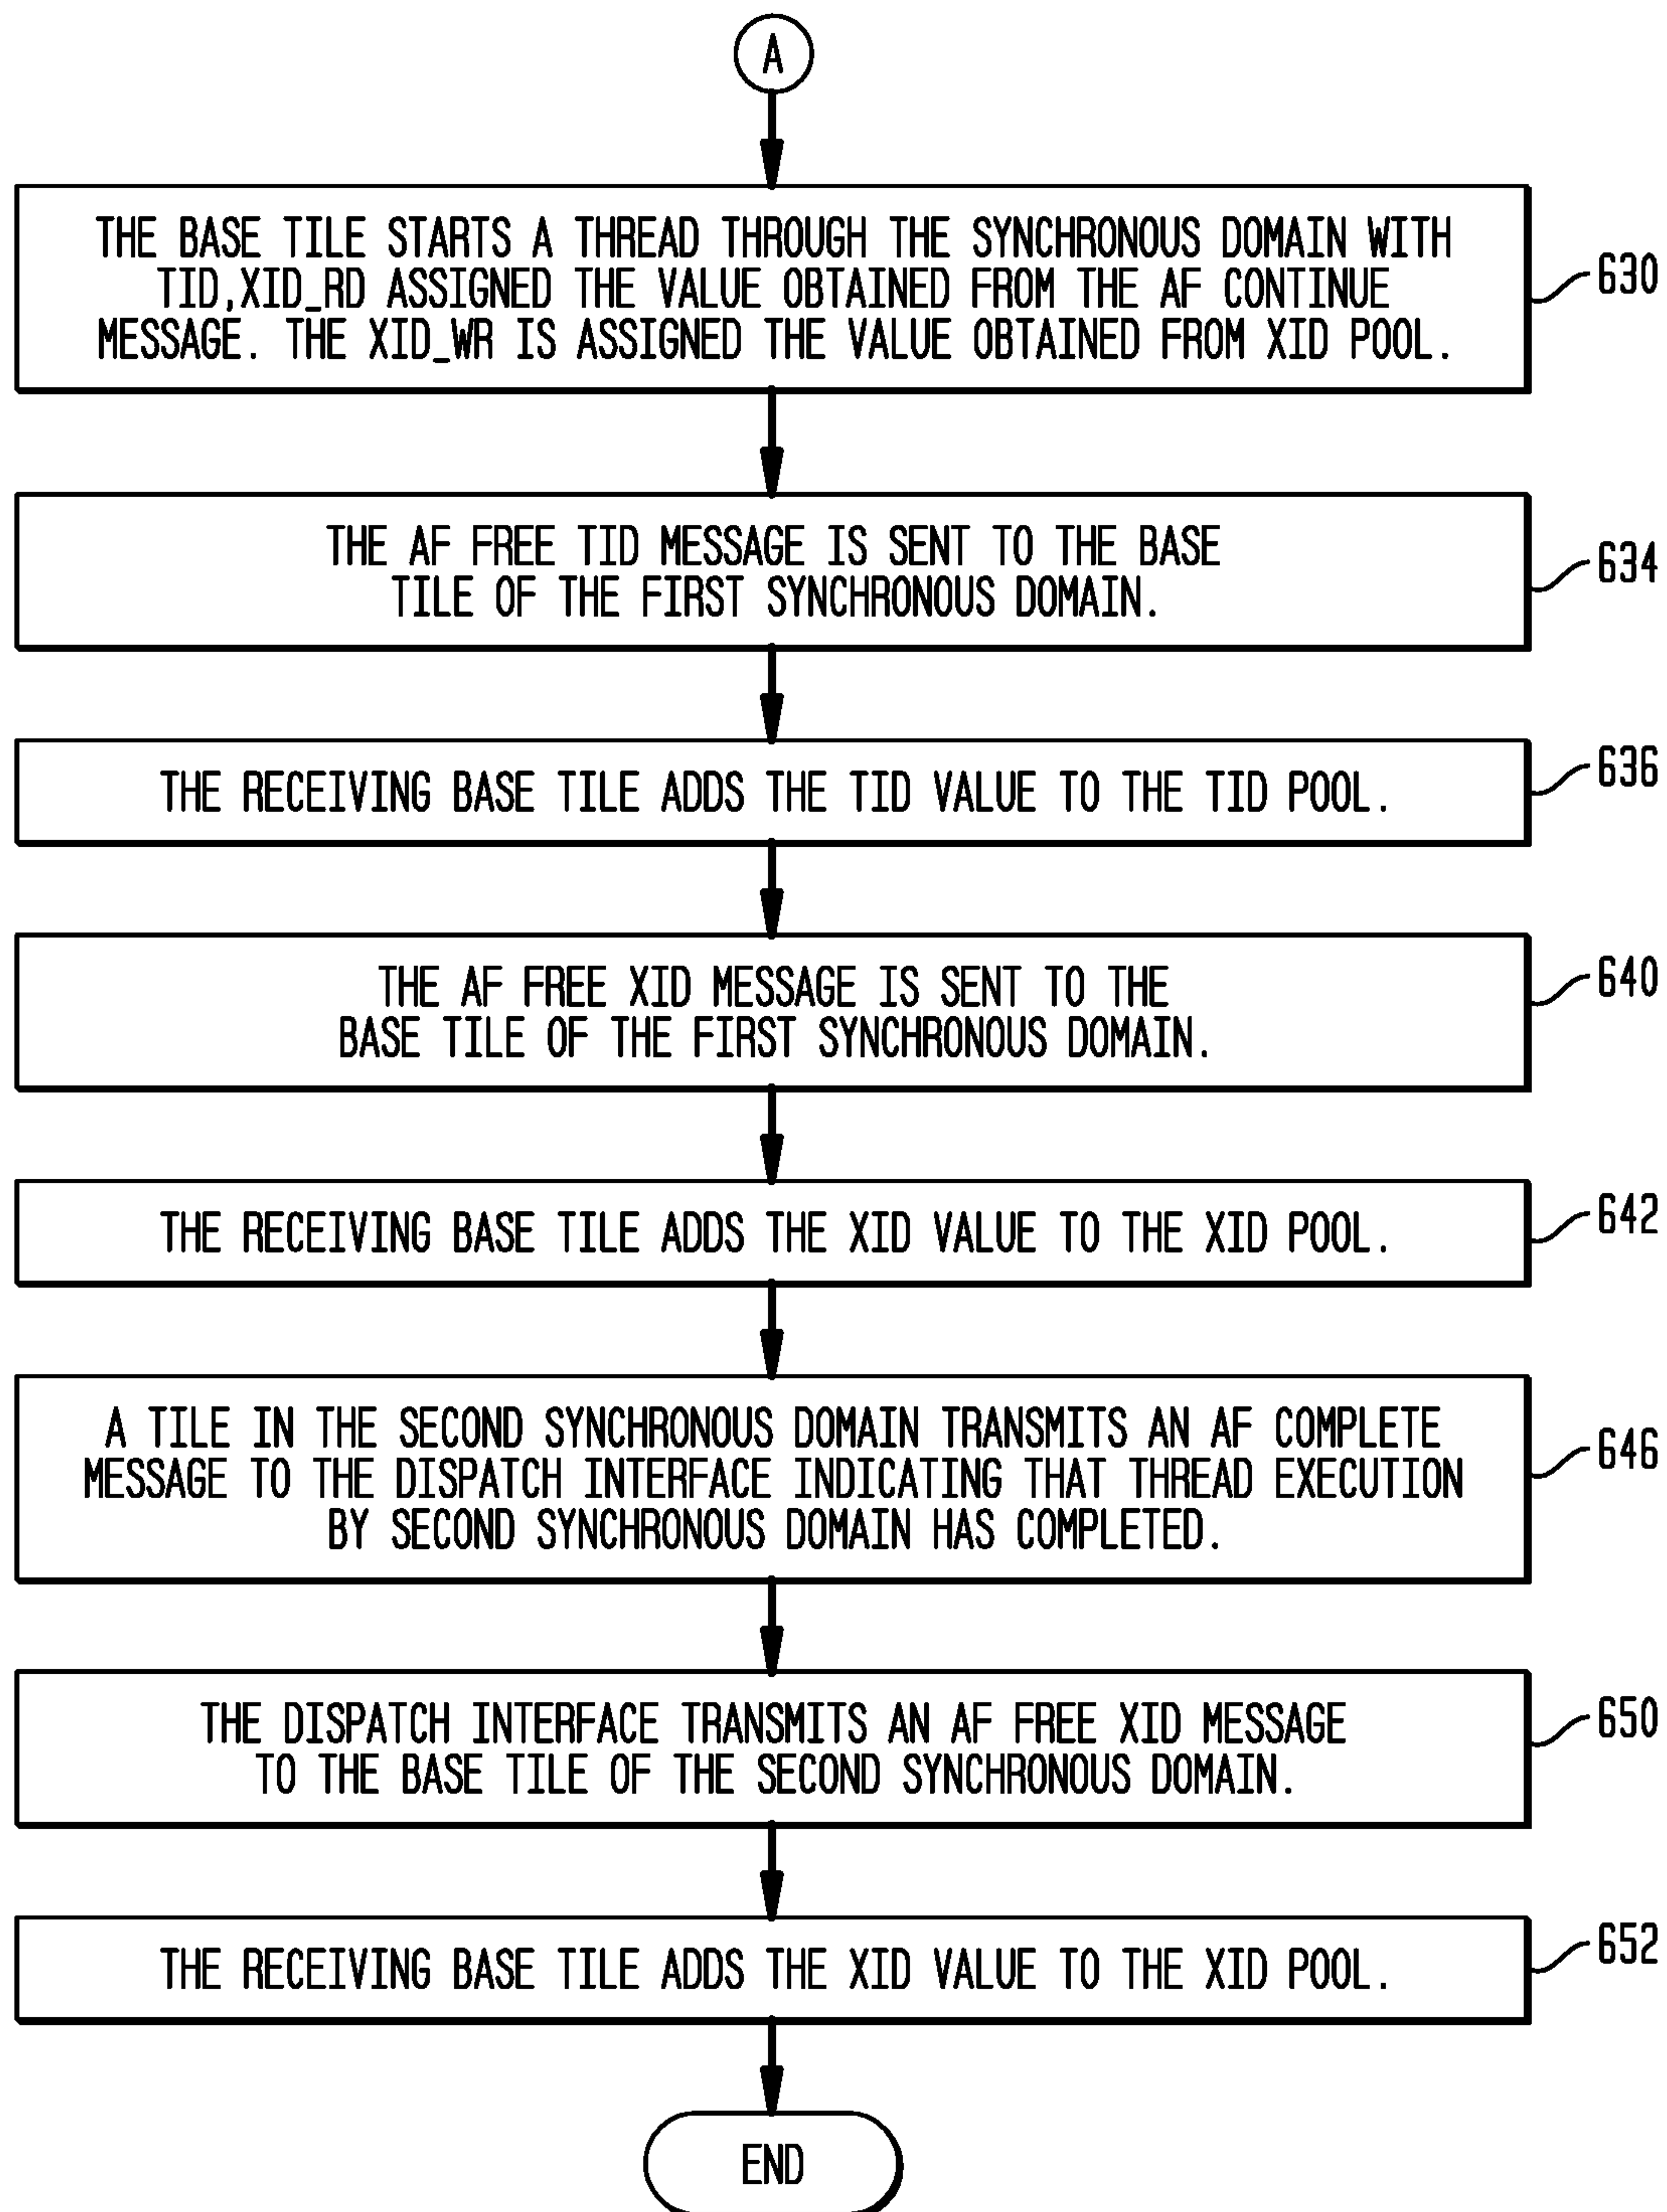 A
THE BASE TILE STARTS A THREAD THROUGH THE SYNCHRONOUS DOMAIN WITH
TID,XID_RD ASSIGNED THE VALUE OBTAINED FROM THE AF CONTINUE
MESSAGE. THE XID_WR IS ASSIGNED THE VALUE OBTAINED FROM XID POOL.
630
THE AF FREE TID MESSAGE IS SENT TO THE BASE
TILE OF THE FIRST SYNCHRONOUS DOMAIN.
634
THE RECEIVING BASE TILE ADDS THE TID VALUE TO THE TID POOL.
636
THE AF FREE XID MESSAGE IS SENT TO THE
BASE TILE OF THE FIRST SYNCHRONOUS DOMAIN.
640
THE RECEIVING BASE TILE ADDS THE XID VALUE TO THE XID POOL.
642
A TILE IN THE SECOND SYNCHRONOUS DOMAIN TRANSMITS AN AF COMPLETE
MESSAGE TO THE DISPATCH INTERFACE INDICATING THAT THREAD EXECUTION
BY SECOND SYNCHRONOUS DOMAIN HAS COMPLETED.
646
THE DISPATCH INTERFACE TRANSMITS AN AF FREE XID MESSAGE
TO THE BASE TILE OF THE SECOND SYNCHRONOUS DOMAIN.
650
THE RECEIVING BASE TILE ADDS THE XID VALUE TO THE XID POOL.
652
END